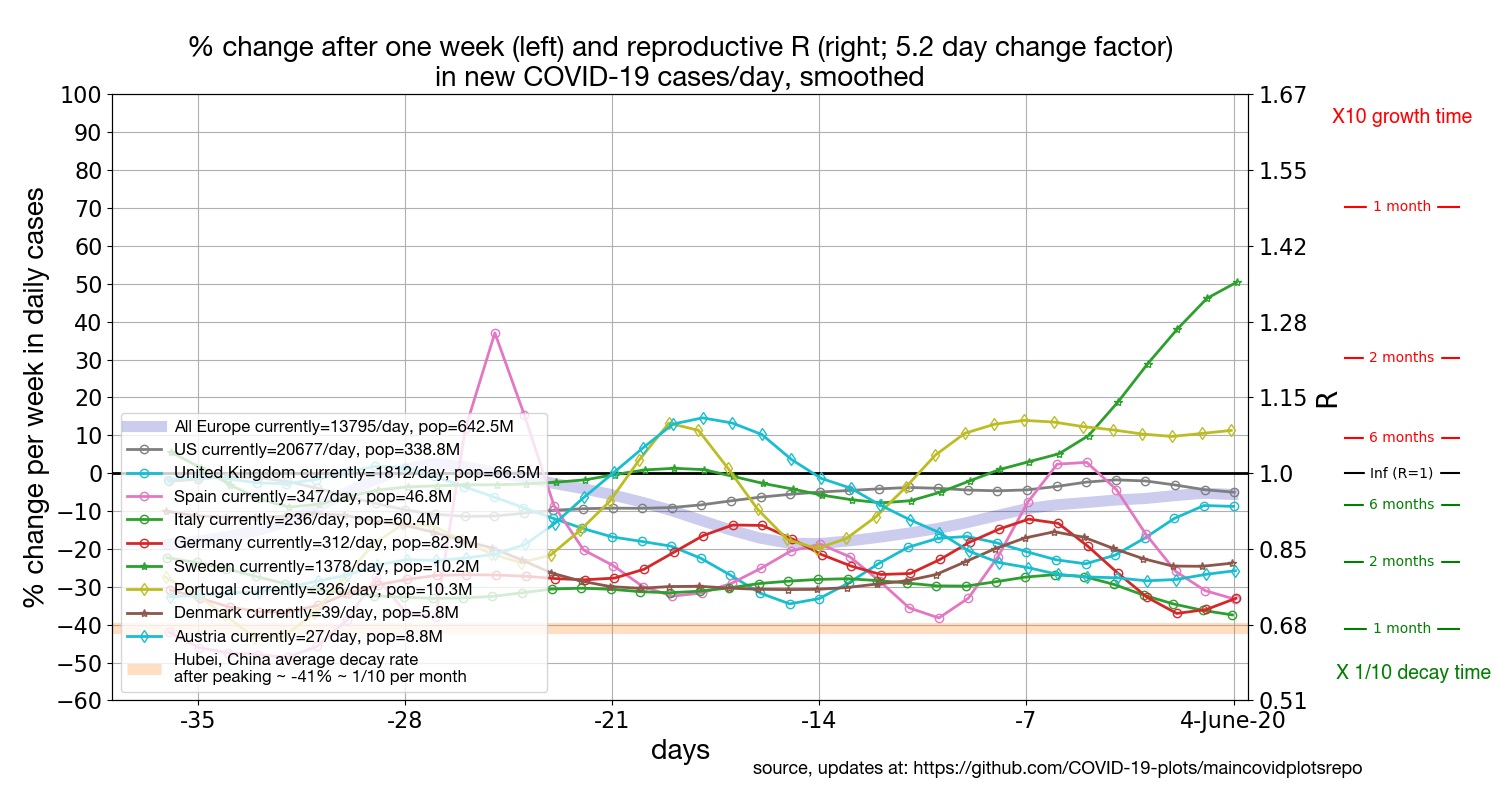 % change after one week (left) and reproductive R (right; 5.2 day change factor)
in new COVID-19 cases/day, smoothed
% change per week in daily cases
100
90
80
70
60
50
40
30
20
10
0
−10
−20
−30
−40
−50
−60
All Europe currently=13795/day, pop=642.5M
US currently=20677/day, pop=338.8M
United Kingdom currently=1812/day, pop=66.5M
Spain currently=347/day, pop=46.8M
Italy currently=236/day, pop=60.4M
Germany currently=312/day, pop=82.9M
Sweden currently=1378/day, pop=10.2M
Portugal currently=326/day, pop=10.3M
Denmark currently=39/day, pop=5.8M
Austria currently=27/day, pop=8.8M
Hubei, China average decay rate
after peaking ~ -41% ~ 1/10 per month
1.67
1.55
1.42
1.28
1.15
1.0
0.85
0.68
0.51
R
X10 growth time
1 month
2 months
6 months
Inf (R=1)
6 months
2 months
1 month
X 1/10 decay time
-35 -28 -21 -14 -7 4-June-20
days
source, updates at: https://github.com/COVID-19-plots/maincovidplotsrepo